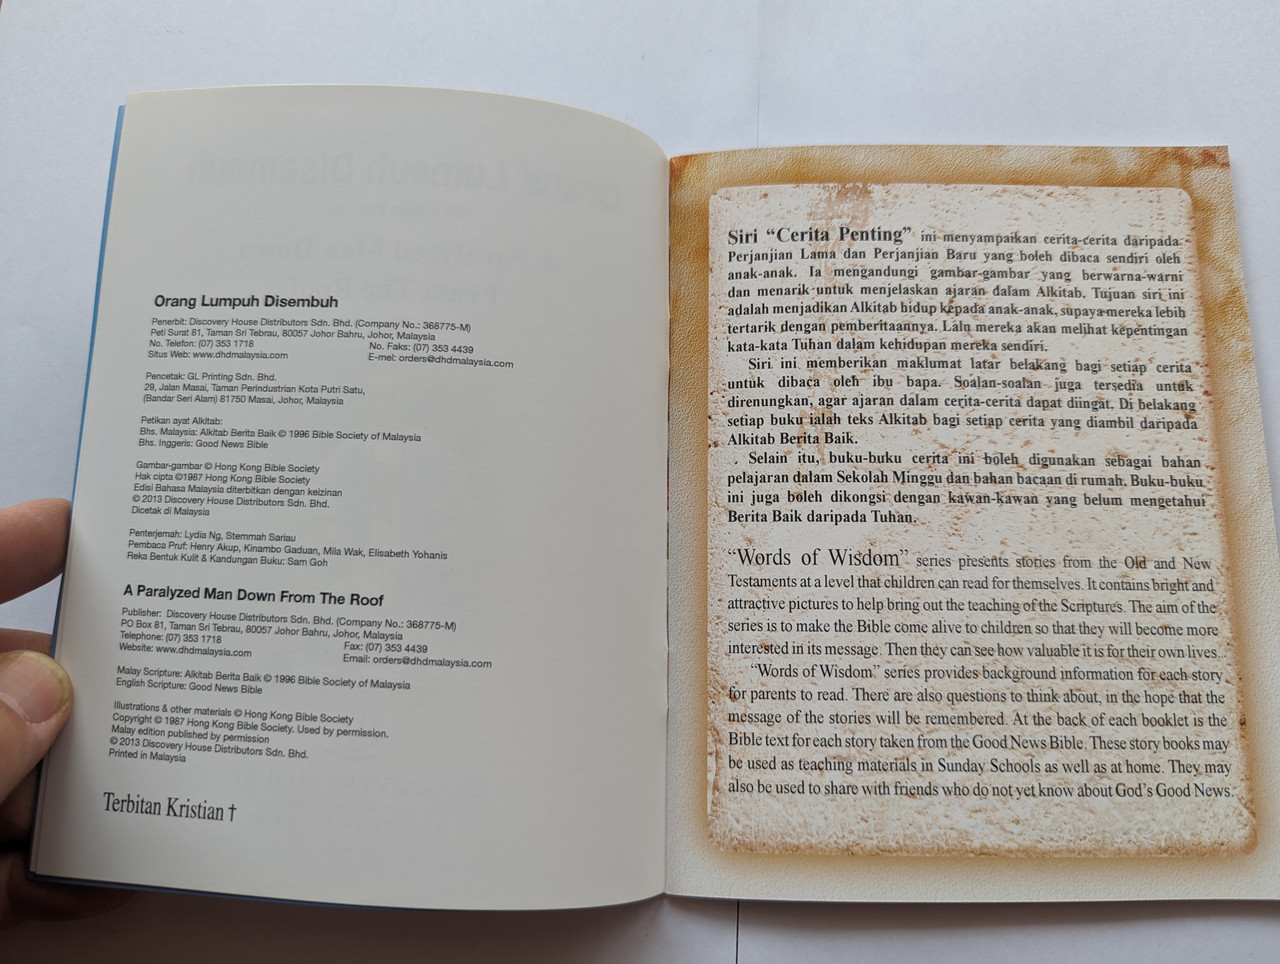 Orang Lumpuh Disembuh
Penerbit: Discovery House Distributors Sdn. Bhd. (Company No.: 368775-M)
Peti Surat 81, Taman Sri Tebrau, 80057 Johor Bahru, Johor, Malaysia
No. Telefon: (07) 353 1718 No. Faks: (07) 353 4439
Situs Web: www.dhdmalaysia.com E-mel: orders@dhdmalaysia.com
Pencetak: GL Printing Sdn. Bhd.
29, Jalan Masai, Taman Perindustrian Kota Putri Satu,
(Bandar Seri Alam) 81750 Masai, Johor, Malaysia
Petikan ayat Alkitab:
Bhs. Malaysia: Alkitab Berita Baik © 1996 Bible Society of Malaysia
Bhs. Inggeris: Good News Bible
Gambar-gambar © Hong Kong Bible Society
Hak cipta ©1987 Hong Kong Bible Society
Edisi Bahasa Malaysia diterbitkan dengan keizinan
© 2013 Discovery House Distributors Sdn. Bhd.
Dicetak di Malaysia
Penterjemah: Lydia Ng, Stemmah Sariau
Pembaca Pruf: Henry Akup, Kinambo Gaduan, Mila Wak, Elisabeth Yohanis
Reka Bentuk Kulit & Kandungan Buku: Sam Goh
A Paralyzed Man Down From The Roof
Publisher: Discovery House Distributors Sdn. Bhd. (Company No.: 368775-M)
PO Box 81, Taman Sri Tebrau, 80057 Johor Bahru, Johor, Malaysia
Telephone: (07) 353 1718 Fax: (07) 353 4439
Website: www.dhdmalaysia.com Email: orders@dhdmalaysia.com
Malay Scripture: Alkitab Berita Baik © 1996 Bible Society of Malaysia
English Scripture: Good News Bible
Illustrations & other materials © Hong Kong Bible Society
Copyright © 1987 Hong Kong Bible Society. Used by permission.
Malay edition published by permission
© 2013 Discovery House Distributors Sdn. Bhd.
Printed in Malaysia
Terbitan Kristian †
Siri “Cerita Penting” ini menyampaikan cerita-cerita daripada
Perjanjian Lama dan Perjanjian Baru yang boleh dibaca sendiri oleh
anak-anak. Ia mengandungi gambar-gambar yang berwarna-warni
dan menarik untuk menjelaskan ajaran dalam Alkitab. Tujuan siri ini
adalah menjadikan Alkitab hidup kepada anak-anak, supaya mereka lebih
tertarik dengan pemberitaannya. Lalu mereka akan melihat kepentingan
kata-kata Tuhan dalam kehidupan mereka sendiri.
Siri ini memberikan maklumat latar belakang bagi setiap cerita
untuk dibaca oleh ibu bapa. Soalan-soalan juga tersedia untuk
direnungkan, agar ajaran dalam cerita-cerita dapat diingat. Di belakang
setiap buku ialah teks Alkitab bagi setiap cerita yang diambil daripada
Alkitab Berita Baik.
Selain itu, buku-buku cerita ini boleh digunakan sebagai bahan
pelajaran dalam Sekolah Minggu dan bahan bacaan di rumah. Buku-buku
ini juga boleh dikongsi dengan kawan-kawan yang belum mengetahui
Berita Baik daripada Tuhan.
“Words of Wisdom” series presents stories from the Old and New
Testaments at a level that children can read for themselves. It contains bright and
attractive pictures to help bring out the teaching of the Scriptures. The aim of the
series is to make the Bible come alive to children so that they will become more
interested in its message. Then they can see how valuable it is for their own lives.
“Words of Wisdom” series provides background information for each story
for parents to read. There are also questions to think about, in the hope that the
message of the stories will be remembered. At the back of each booklet is the
Bible text for each story taken from the Good News Bible. These story books may
be used as teaching materials in Sunday Schools as well as at home. They may
also be used to share with friends who do not yet know about God’s Good News.